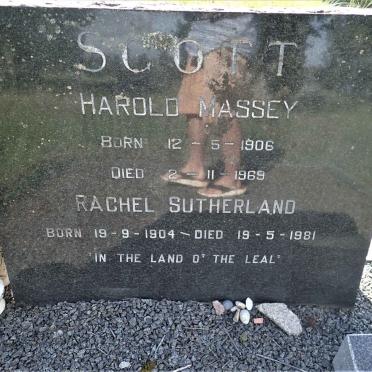 SCOTT
HAROLD MASSEY
BORN 12-5-1906
DIED 2-11-1969
RACHEL SUTHERLAND
BORN 19-9-1904-DIED 19-5-1981
"IN THE LAND O' THE LEAL"